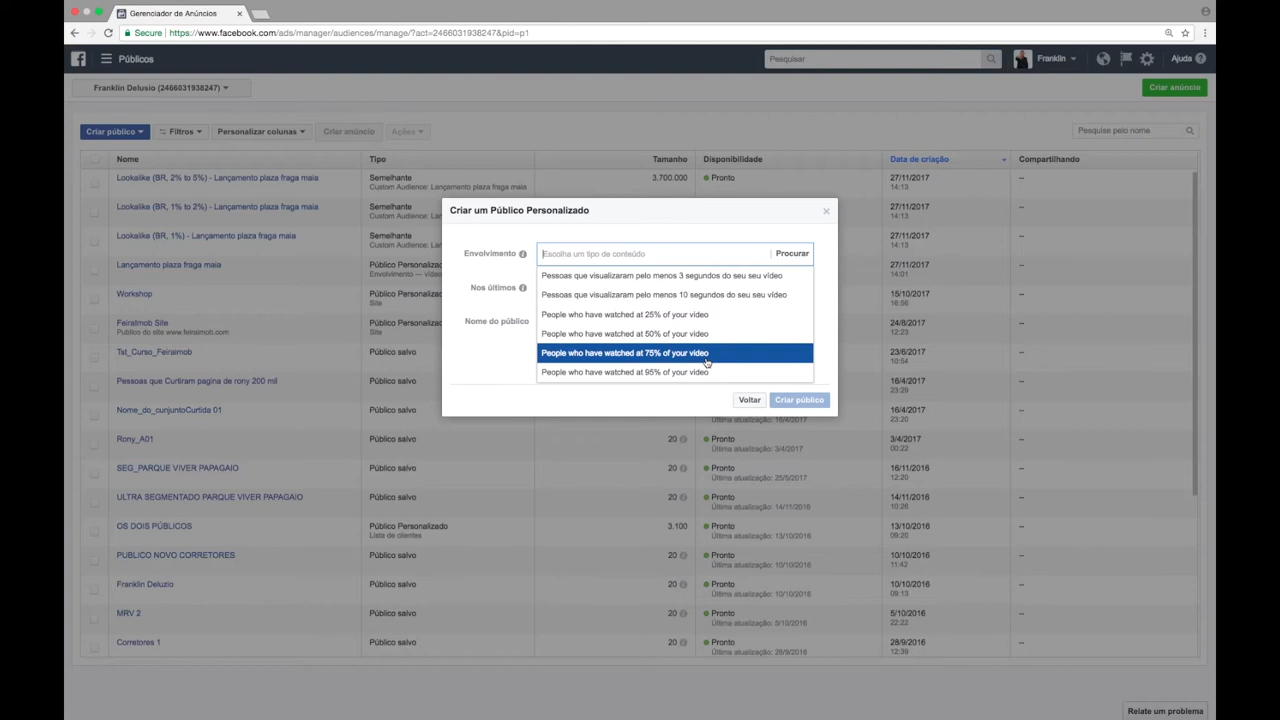 Gerenciador de Anúncios
Secure https://www.facebook.com/ads/manager/audiences/manage/?act=2466031938247&pid=p1
Públicos
Pesquisar
Franklin
Ajuda
Franklin Delusio (2466031938247)
Criar anúncio
Criar público
Filtros
Personalizar colunas
Criar anúncio
Ações
Pesquise pelo nome
Nome Tipo Tamanho Disponibilidade Data de criação Compartilhando
Lookalike (BR, 2% to 5%) - Lançamento plaza fraga maia Semelhante 3.700.000 Pronto 27/11/2017 --
Custom Audience: Lançamento plaza fraga maia 14:13
Lookalike (BR, 1% to 2%) - Lançamento plaza fraga maia Semelhante 27/11/2017 --
Custom Audience: L 14:13
Lookalike (BR, 1%) - Lançamento plaza fraga maia Semelhante 27/11/2017 --
Custom Audience: L 14:13
Lançamento plaza fraga maia Público Personalizado 27/11/2017 --
Envolvimento — víde 14:01
Workshop Público Personaliz 15/10/2017 --
Site 16:56
FeiraImob Site Público Personaliz 24/8/2017 --
Publico do site www.feiraimob.com Site 12:23
Tst_Curso_Feiraimob Público salvo 23/6/2017 --
10:54
Pessoas que Curtiram pagina de rony 200 mil Público salvo 16/4/2017 --
23:29
Nome_do_conjuntoCurtida 01 Público salvo 16/4/2017 --
Última atualização: 16/4/2017 23:20
Rony_A01 Público salvo 20 Pronto 3/4/2017 --
Última atualização: 3/4/2017 00:22
SEG_PARQUE VIVER PAPAGAIO Público salvo 20 Pronto 16/11/2016 --
Última atualização: 25/5/2017 12:20
ULTRA SEGMENTADO PARQUE VIVER PAPAGAIO Público salvo 20 Pronto 14/11/2016 --
Última atualização: 14/11/2016 10:26
OS DOIS PÚBLICOS Público Personalizado 3.100 Pronto 13/10/2016 --
Lista de clientes Última atualização: 13/10/2016 09:20
PUBLICO NOVO CORRETORES Público salvo 20 Pronto 10/10/2016 --
Última atualização: 10/10/2016 11:42
Franklin Deluzio Público salvo 20 Pronto 10/10/2016 --
Última atualização: 10/10/2016 09:13
MRV 2 Público salvo 20 Pronto 5/10/2016 --
Última atualização: 5/10/2016 22:22
Corretores 1 Público salvo 20 Pronto 28/9/2016 --
Última atualização: 28/9/2016 12:39
Criar um Público Personalizado
Envolvimento Escolha um tipo de conteúdo Procurar
Pessoas que visualizaram pelo menos 3 segundos do seu seu vídeo
Nos últimos
Pessoas que visualizaram pelo menos 10 segundos do seu seu vídeo
People who have watched at 25% of your video
Nome do público
People who have watched at 50% of your video
People who have watched at 75% of your video
People who have watched at 95% of your video
Voltar Criar público
Relate um problema